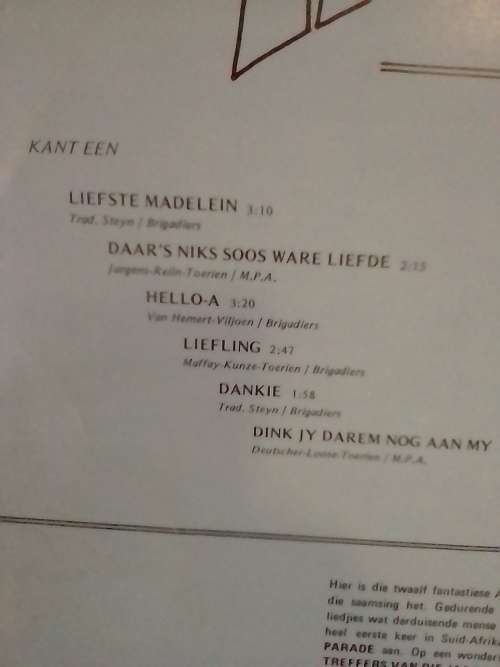 KANT EEN
LIEFSTE MADELEIN 3:10
Trad. Steyn / Brigadiers
DAAR'S NIKS SOOS WARE LIEFDE 2:15
Jurgens-Relin-Toerien / M.P.A.
HELLO-A 3:20
Van Hemert-Viljoen / Brigadiers
LIEFLING 2:47
Maffay-Kunze-Toerien / Brigadiers
DANKIE 1:58
Trad. Steyn / Brigadiers
DINK JY DAREM NOG AAN MY
Deutscher-Loose-Toerien / M.P.A.
Hier is die twaalf fantastiese A
die saamsing het. Gedurende
liedjies wat derduisende mense
heel eerste keer in Suid-Afrika
PARADE aan. Op een wonder
TREFFERS VAN DIE